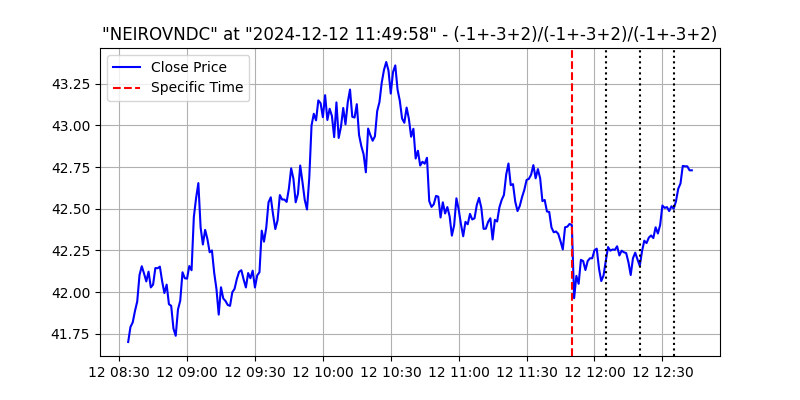 "NEIROVNDC" at "2024-12-12 11:49:58" - (-1+-3+2)/(-1+-3+2)/(-1+-3+2)
Close Price
Specific Time
43.25
43.00
42.75
42.50
42.25
42.00
41.75
12 08:30 12 09:00 12 09:30 12 10:00 12 10:30 12 11:00 12 11:30 12 12:00 12 12:30